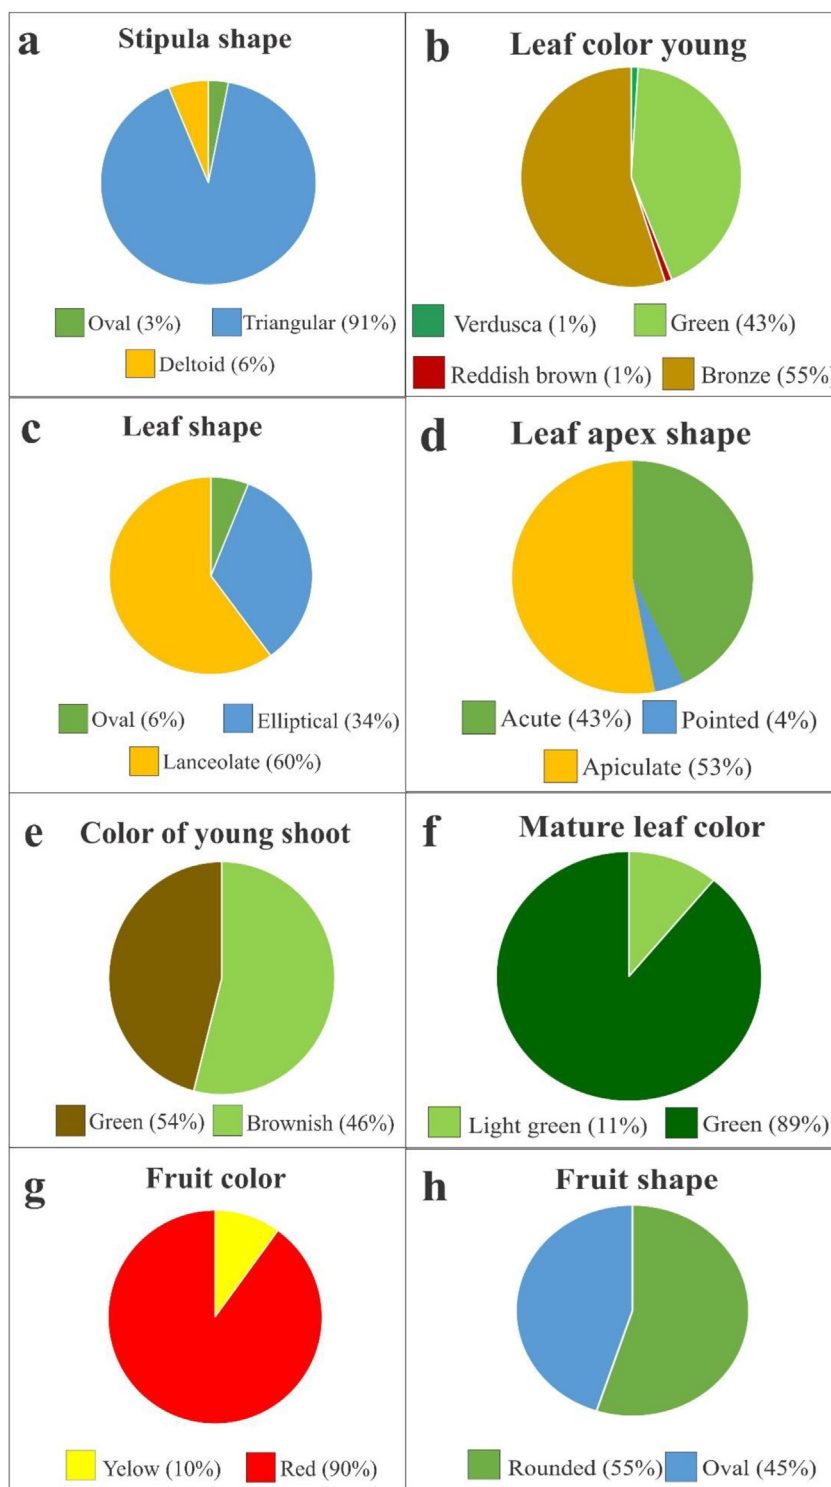 a
Stipula shape
Oval (3%) Triangular (91%)
Deltoid (6%)
b
Leaf color young
Verdusca (1%) Green (43%)
Reddish brown (1%) Bronze (55%)
c
Leaf shape
Oval (6%) Elliptical (34%)
Lanceolate (60%)
d
Leaf apex shape
Acute (43%) Pointed (4%)
Apiculate (53%)
e
Color of young shoot
Green (54%) Brownish (46%)
f
Mature leaf color
Light green (11%) Green (89%)
g
Fruit color
Yelow (10%) Red (90%)
h
Fruit shape
Rounded (55%) Oval (45%)